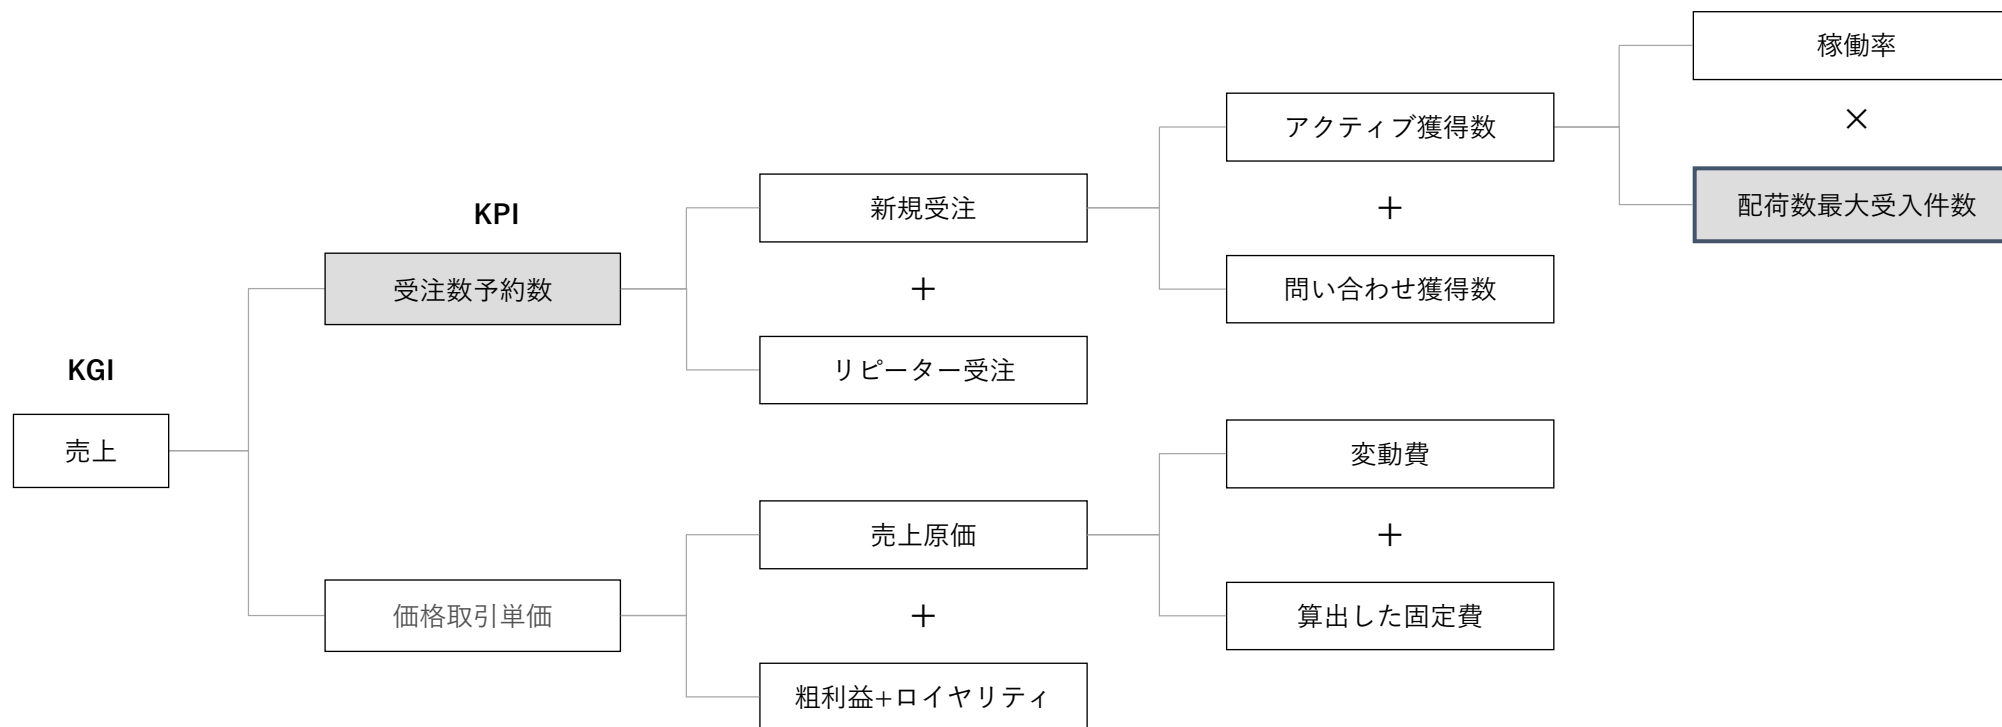 KGI
売上
KPI
受注数予約数
価格取引単価
新規受注
+
リピーター受注
売上原価
+
粗利益+ロイヤリティ
アクティブ獲得数
+
問い合わせ獲得数
変動費
+
算出した固定費
稼働率
×
配荷数最大受入件数